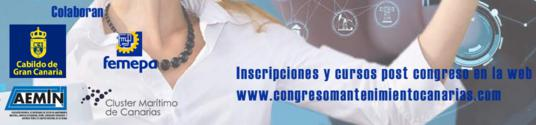 Colaboran
Cabildo de
Gran Canaria
femepa
AEMIN
Cluster Marítimo
de Canarias
Inscripciones y cursos post congreso en la web
www.congresomantenimientocanarias.com